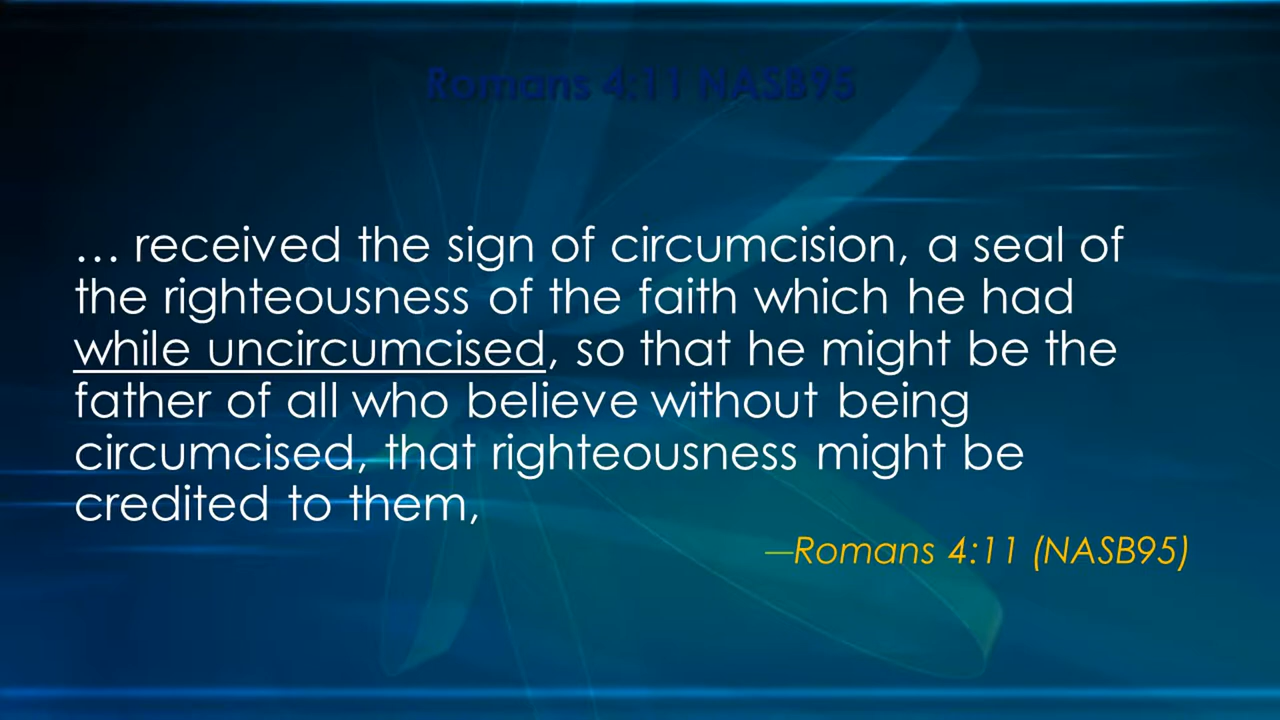 Romans 4:11 NASB95
… received the sign of circumcision, a seal of
the righteousness of the faith which he had
while uncircumcised, so that he might be the
father of all who believe without being
circumcised, that righteousness might be
credited to them,
—Romans 4:11 (NASB95)